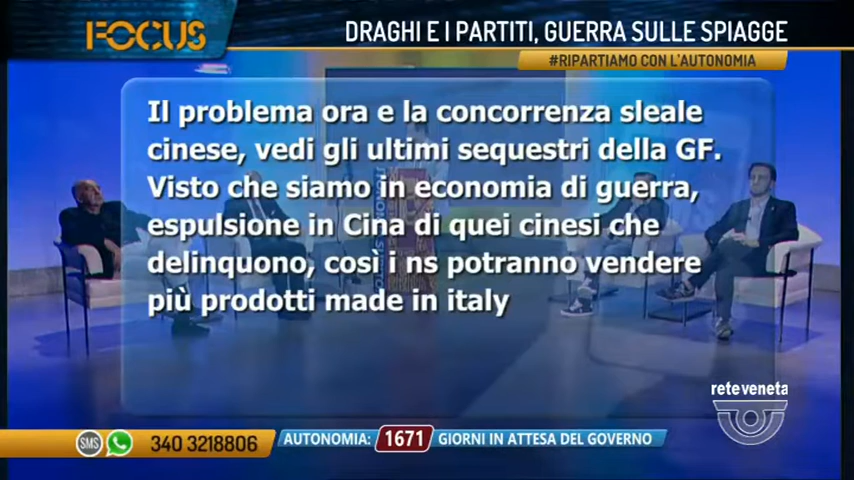 FOCUS
DRAGHI E I PARTITI, GUERRA SULLE SPIAGGE
#RIPARTIAMO CON L'AUTONOMIA
Il problema ora e la concorrenza sleale
cinese, vedi gli ultimi sequestri della GF.
Visto che siamo in economia di guerra,
espulsione in Cina di quei cinesi che
delinquono, così i ns potranno vendere
più prodotti made in italy
reteveneta
SMS 340 3218806
AUTONOMIA: 1671 GIORNI IN ATTESA DEL GOVERNO